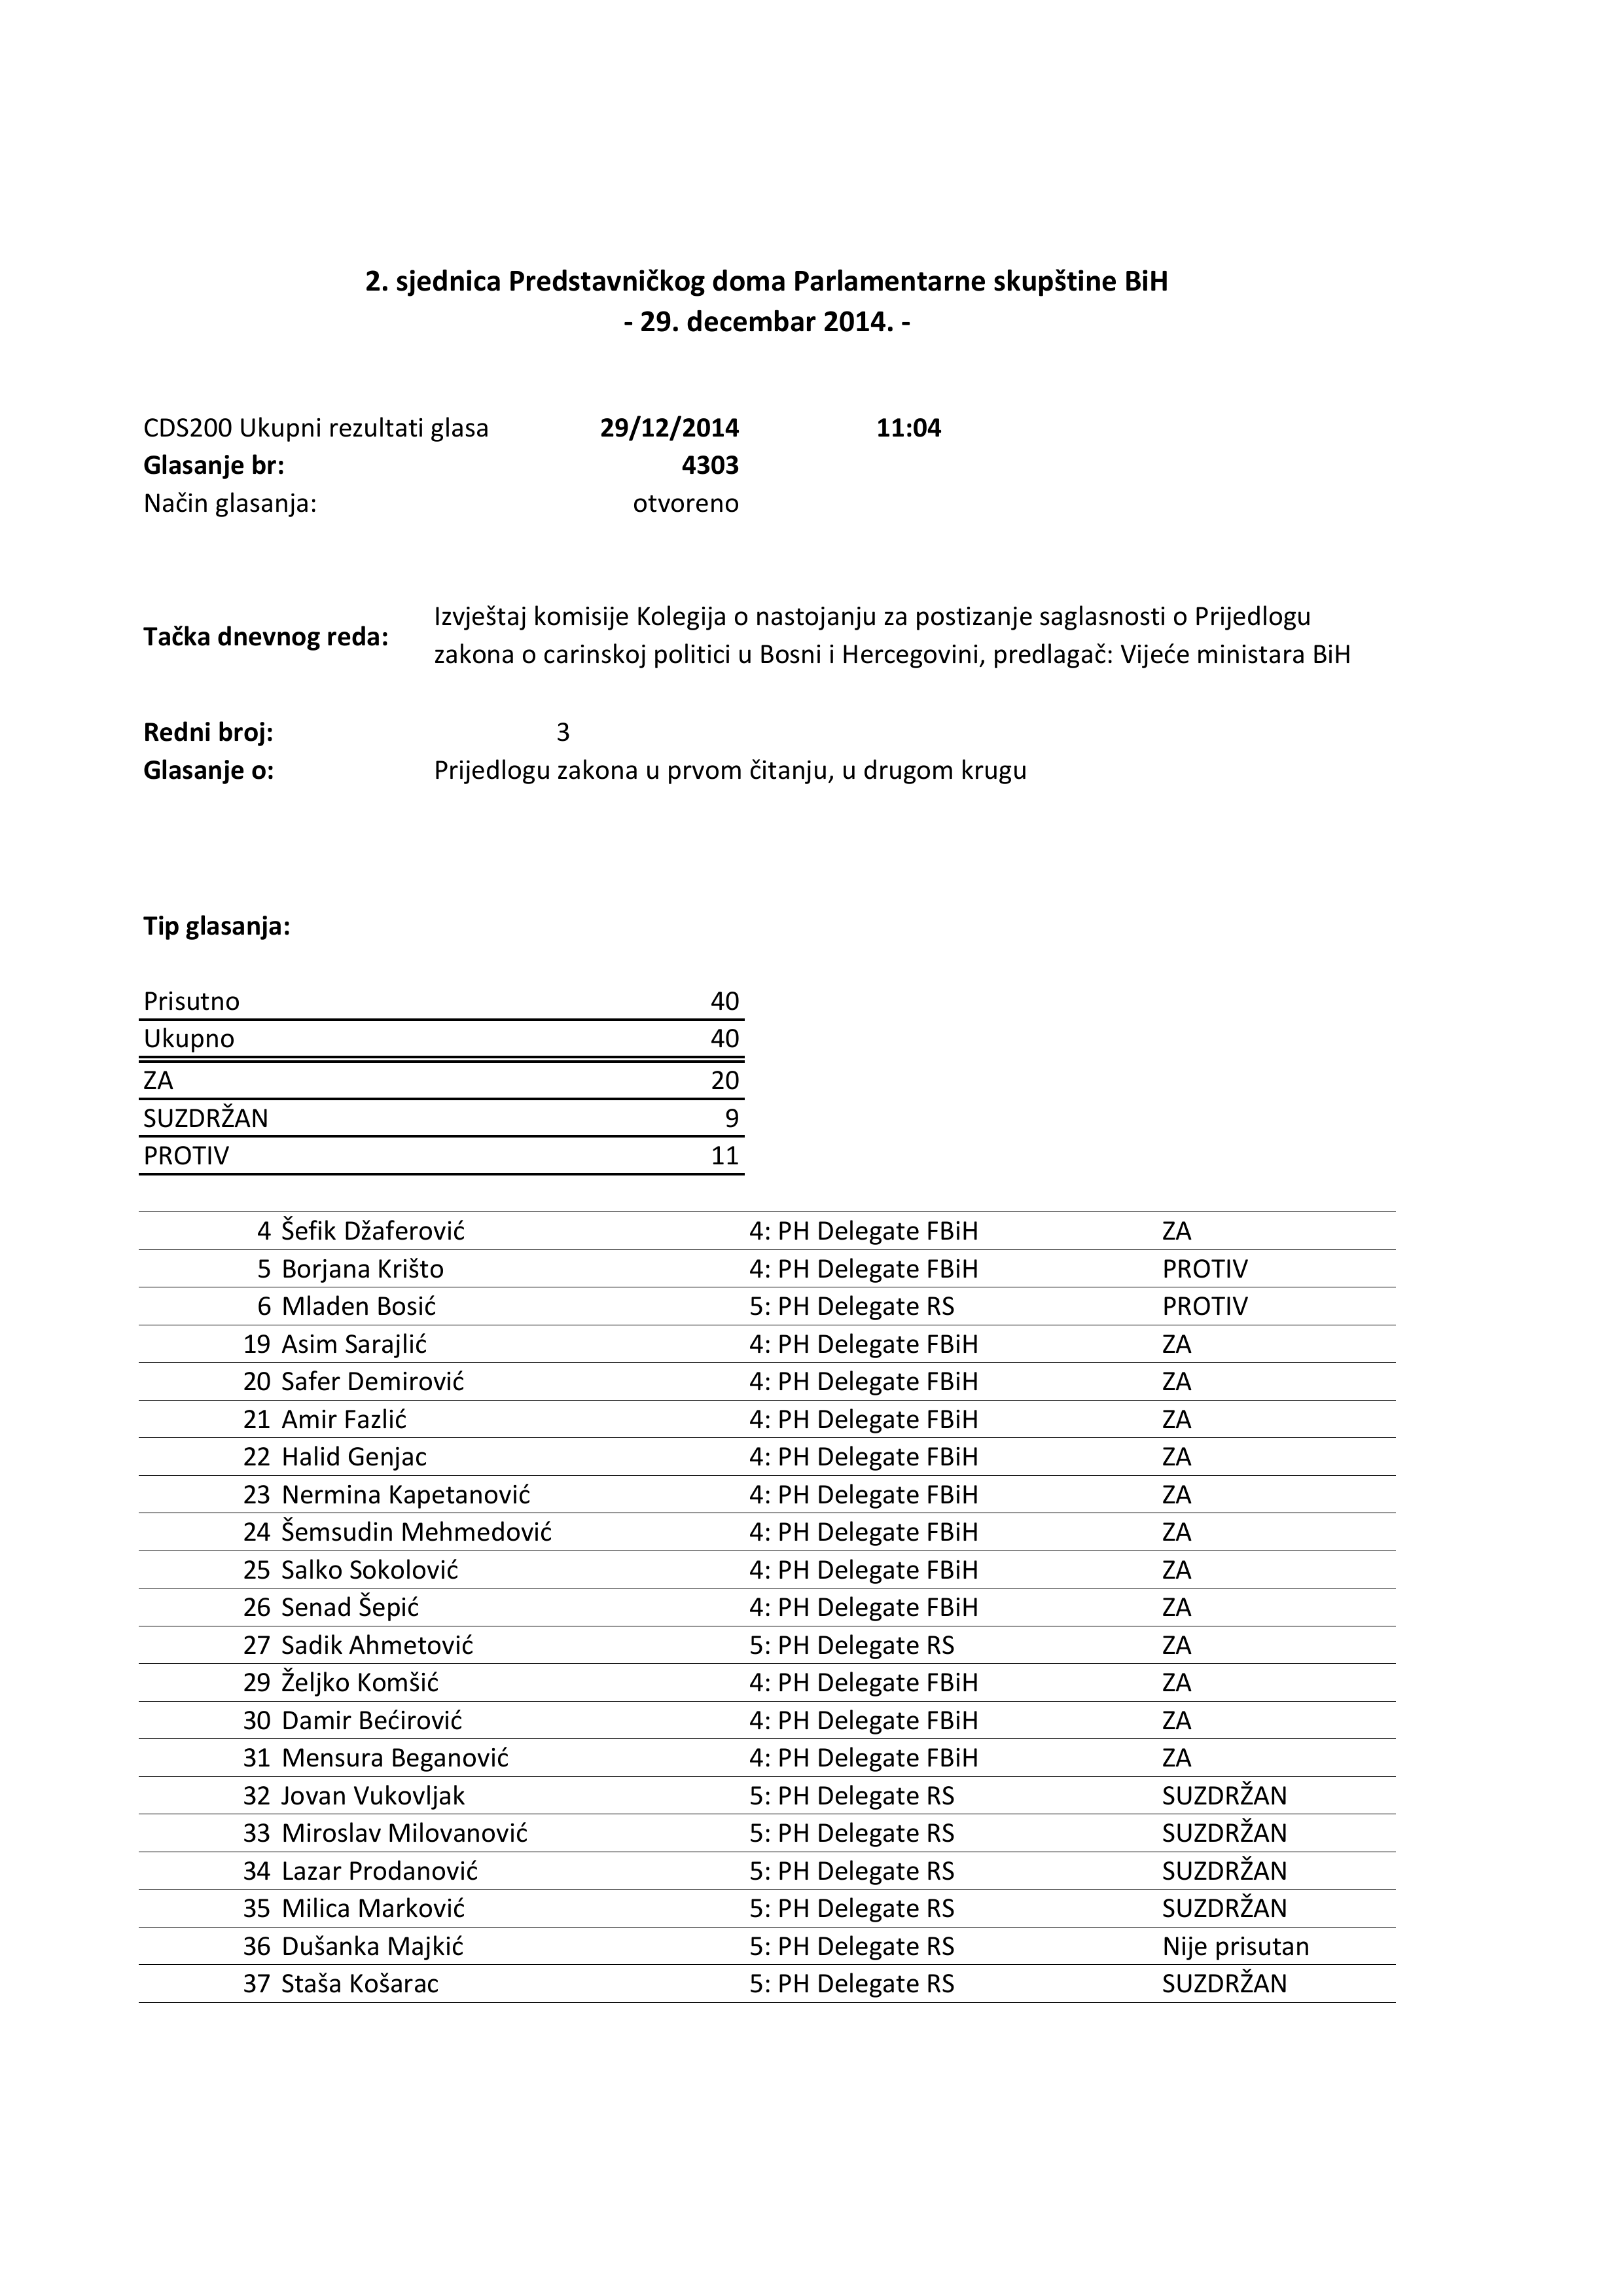 2. sjednica Predstavničkog doma Parlamentarne skupštine BiH
- 29. decembar 2014. -
CDS200 Ukupni rezultati glasa 29/12/2014 11:04
Glasanje br: 4303
Način glasanja: otvoreno
Tačka dnevnog reda: Izvještaj komisije Kolegija o nastojanju za postizanje saglasnosti o Prijedlogu
zakona o carinskoj politici u Bosni i Hercegovini, predlagač: Vijeće ministara BiH
Redni broj: 3
Glasanje o: Prijedlogu zakona u prvom čitanju, u drugom krugu
Tip glasanja:
Prisutno 40
Ukupno 40
ZA 20
SUZDRŽAN 9
PROTIV 11
4 Šefik Džaferović 4: PH Delegate FBiH ZA
5 Borjana Krišto 4: PH Delegate FBiH PROTIV
6 Mladen Bosić 5: PH Delegate RS PROTIV
19 Asim Sarajlić 4: PH Delegate FBiH ZA
20 Safer Demirović 4: PH Delegate FBiH ZA
21 Amir Fazlić 4: PH Delegate FBiH ZA
22 Halid Genjac 4: PH Delegate FBiH ZA
23 Nermina Kapetanović 4: PH Delegate FBiH ZA
24 Šemsudin Mehmedović 4: PH Delegate FBiH ZA
25 Salko Sokolović 4: PH Delegate FBiH ZA
26 Senad Šepić 4: PH Delegate FBiH ZA
27 Sadik Ahmetović 5: PH Delegate RS ZA
29 Željko Komšić 4: PH Delegate FBiH ZA
30 Damir Bećirović 4: PH Delegate FBiH ZA
31 Mensura Beganović 4: PH Delegate FBiH ZA
32 Jovan Vukovljak 5: PH Delegate RS SUZDRŽAN
33 Miroslav Milovanović 5: PH Delegate RS SUZDRŽAN
34 Lazar Prodanović 5: PH Delegate RS SUZDRŽAN
35 Milica Marković 5: PH Delegate RS SUZDRŽAN
36 Dušanka Majkić 5: PH Delegate RS Nije prisutan
37 Staša Košarac 5: PH Delegate RS SUZDRŽAN